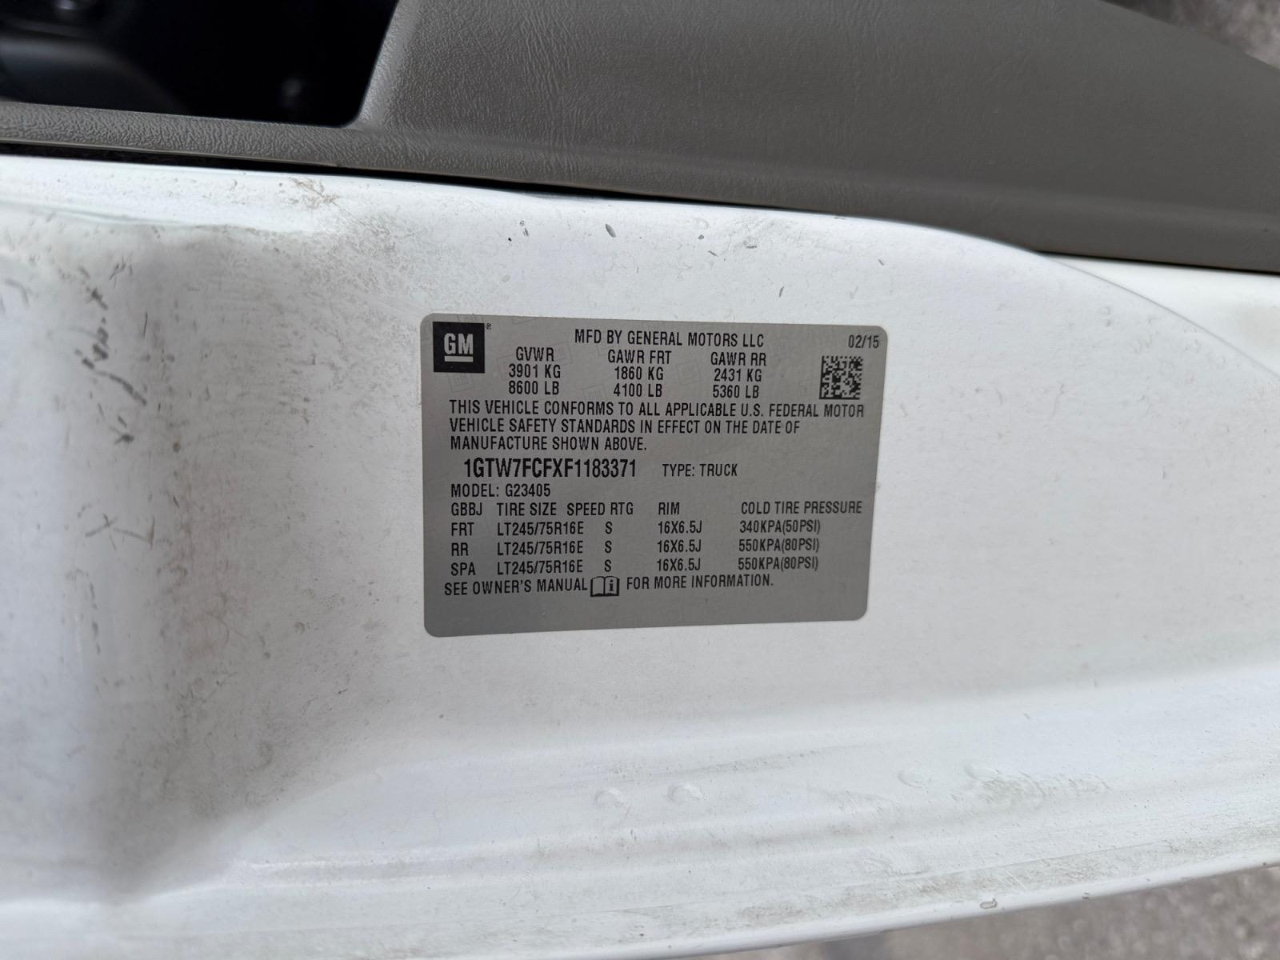 GM MFD BY GENERAL MOTORS LLC 02/15
GVWR GAWR FRT GAWR RR
3901 KG 1860 KG 2431 KG
8600 LB 4100 LB 5360 LB
THIS VEHICLE CONFORMS TO ALL APPLICABLE U.S. FEDERAL MOTOR
VEHICLE SAFETY STANDARDS IN EFFECT ON THE DATE OF
MANUFACTURE SHOWN ABOVE.
1GTW7FCFXF1183371 TYPE: TRUCK
MODEL: G23405
GBBJ TIRE SIZE SPEED RTG RIM COLD TIRE PRESSURE
FRT LT245/75R16E S 16X6.5J 340KPA(50PSI)
RR LT245/75R16E S 16X6.5J 550KPA(80PSI)
SPA LT245/75R16E S 16X6.5J 550KPA(80PSI)
SEE OWNER'S MANUAL FOR MORE INFORMATION.